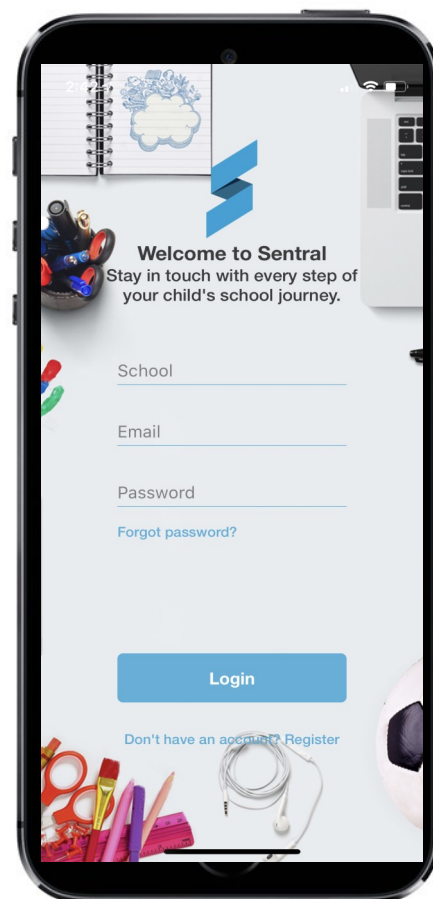 Welcome to Sentral
Stay in touch with every step of
your child's school journey.
School
Email
Password
Forgot password?
Login
Don't have an account? Register